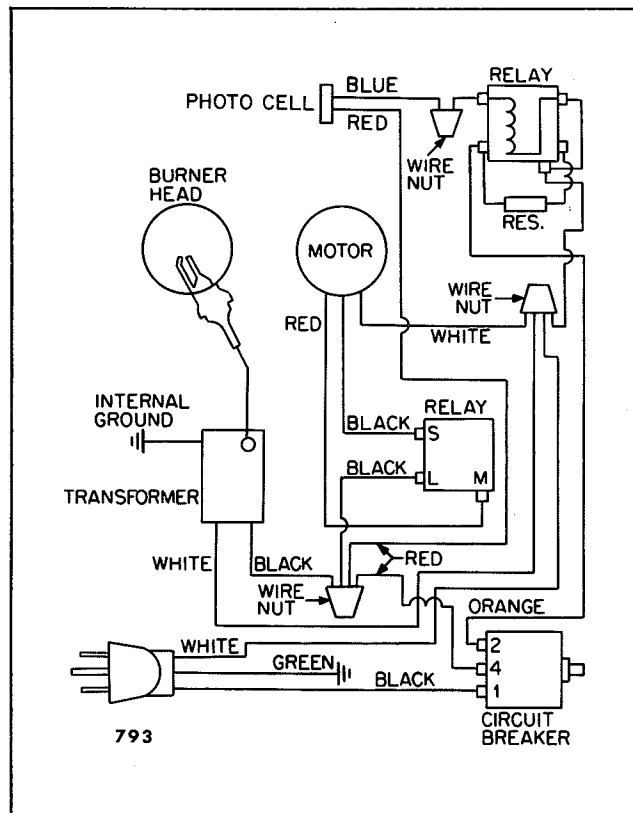 RELAY
BLUE
PHOTO CELL
RED
WIRE
NUT
RES.
BURNER
HEAD
MOTOR
WIRE
NUT
RED
WHITE
INTERNAL
GROUND
RELAY
BLACK
S
BLACK
L
M
TRANSFORMER
WHITE
BLACK
RED
WIRE
NUT
ORANGE
WHITE
2
GREEN
4
BLACK
1
793
CIRCUIT
BREAKER